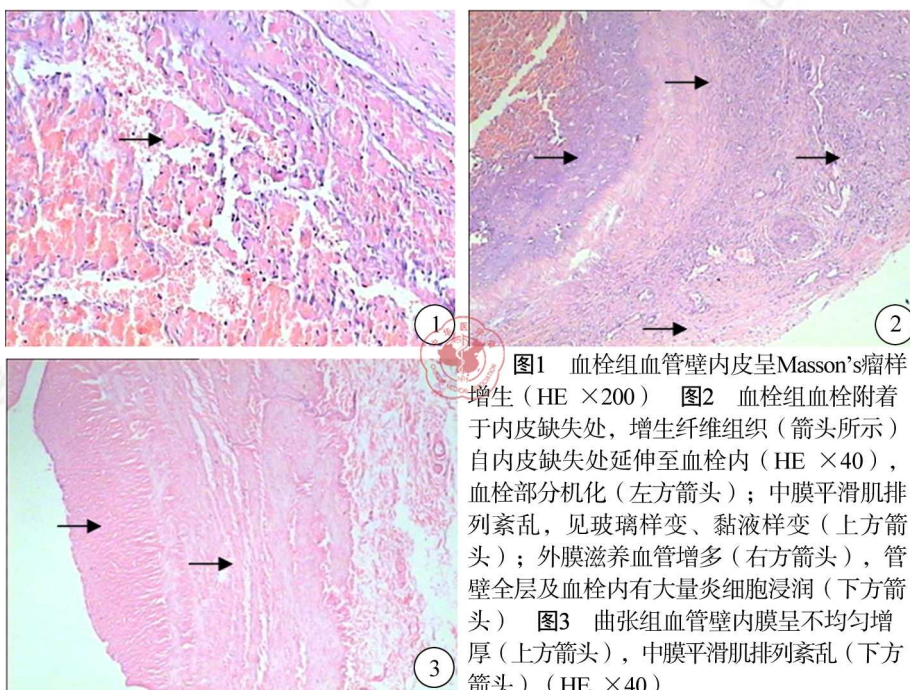 ①
②
③
图1 血栓组血管壁内皮呈Masson's瘤样
增生（HE ×200） 图2 血栓组血栓附着
于内皮缺失处，增生纤维组织（箭头所示）
自内皮缺失处延伸至血栓内（HE ×40），
血栓部分机化（左方箭头）；中膜平滑肌排
列紊乱，见玻璃样变、黏液样变（上方箭
头）；外膜滋养血管增多（右方箭头），管
壁全层及血栓内有大量炎细胞浸润（下方箭
头） 图3 曲张组血管壁内膜呈不均匀增
厚（上方箭头），中膜平滑肌排列紊乱（下方
箭头）（HE ×40）